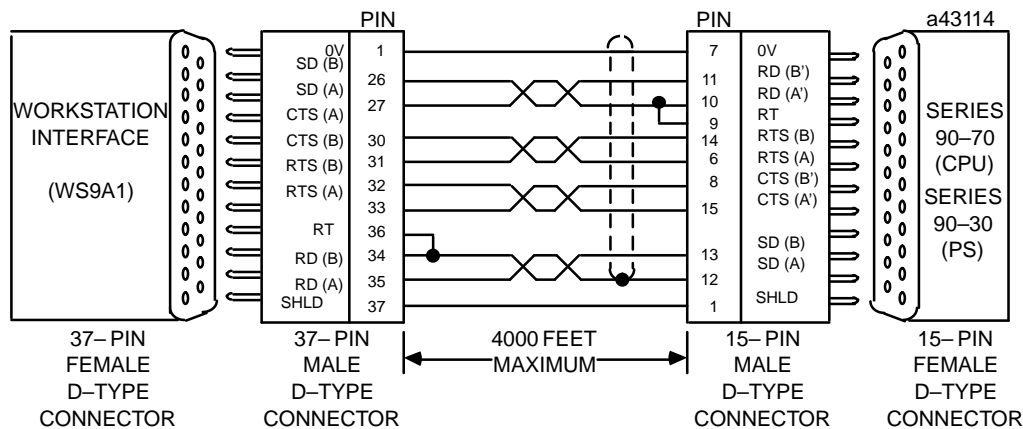 PIN
PIN
a43114
WORKSTATION
INTERFACE
(WS9A1)
0V
SD (B)
SD (A)
CTS (A)
CTS (B)
RTS (B)
RTS (A)
RT
RD (B)
RD (A)
SHLD
1
26
27
30
31
32
33
36
34
35
37
7
11
10
9
14
6
8
15
13
12
1
0V
RD (B')
RD (A')
RT
RTS (B)
RTS (A)
CTS (B')
CTS (A')
SD (B)
SD (A)
SHLD
SERIES
90–70
(CPU)
SERIES
90–30
(PS)
37– PIN
FEMALE
D–TYPE
CONNECTOR
37– PIN
MALE
D–TYPE
CONNECTOR
4000 FEET
MAXIMUM
15– PIN
MALE
D–TYPE
CONNECTOR
15– PIN
FEMALE
D–TYPE
CONNECTOR